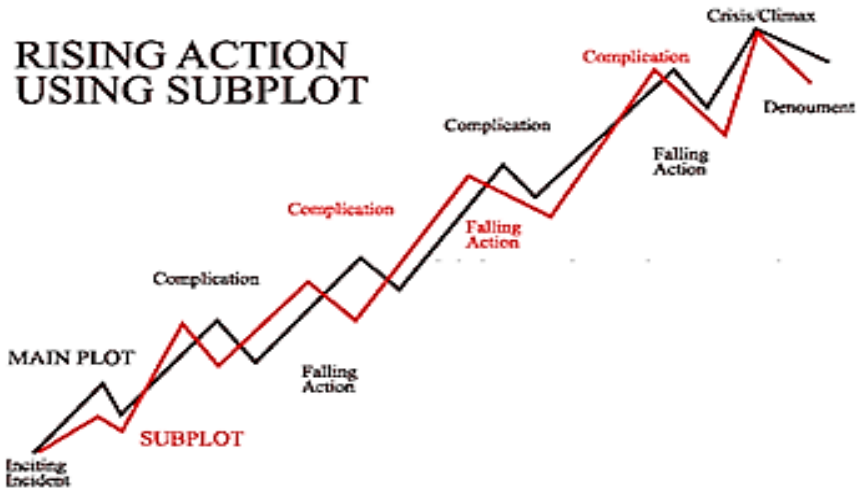 RISING ACTION
USING SUBPLOT
Crisis/Climax
Complication
Denoument
Complication
Falling
Action
Complication
Falling
Action
Complication
MAIN PLOT
Falling
Action
SUBPLOT
Inciting
Incident